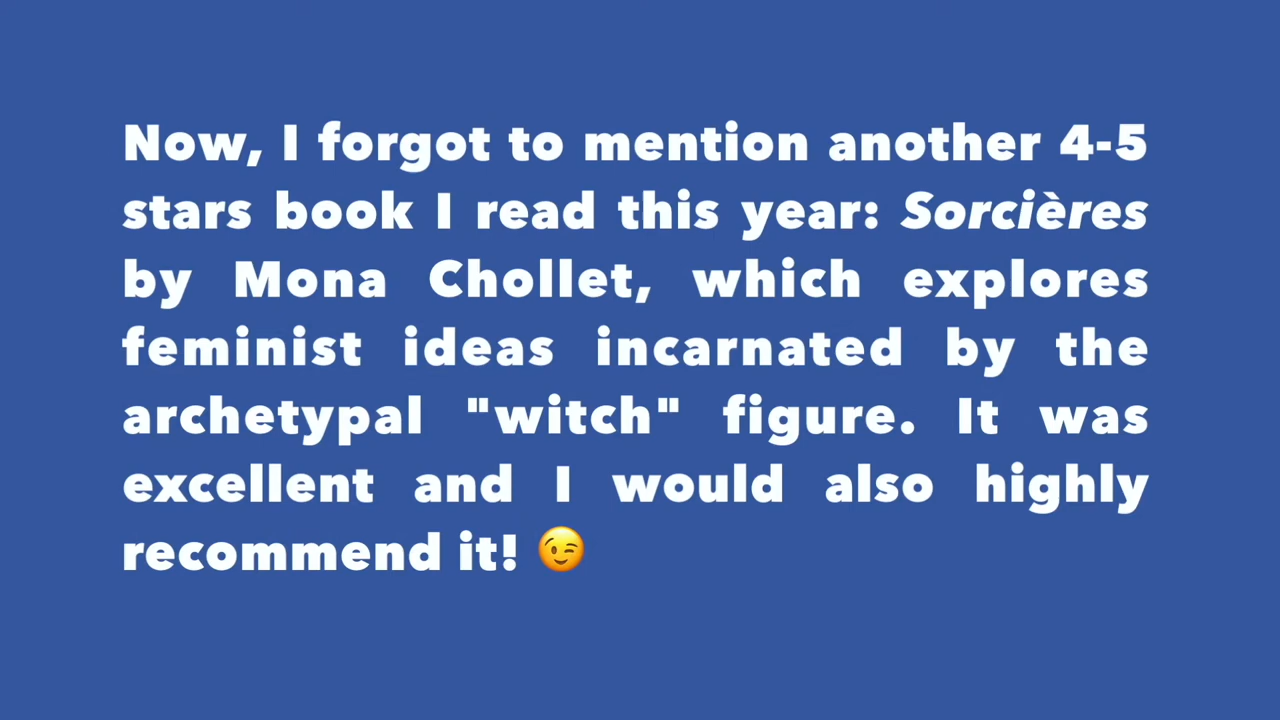 Now, I forgot to mention another 4-5
stars book I read this year: Sorcières
by Mona Chollet, which explores
feminist ideas incarnated by the
archetypal "witch" figure. It was
excellent and I would also highly
recommend it! 😉